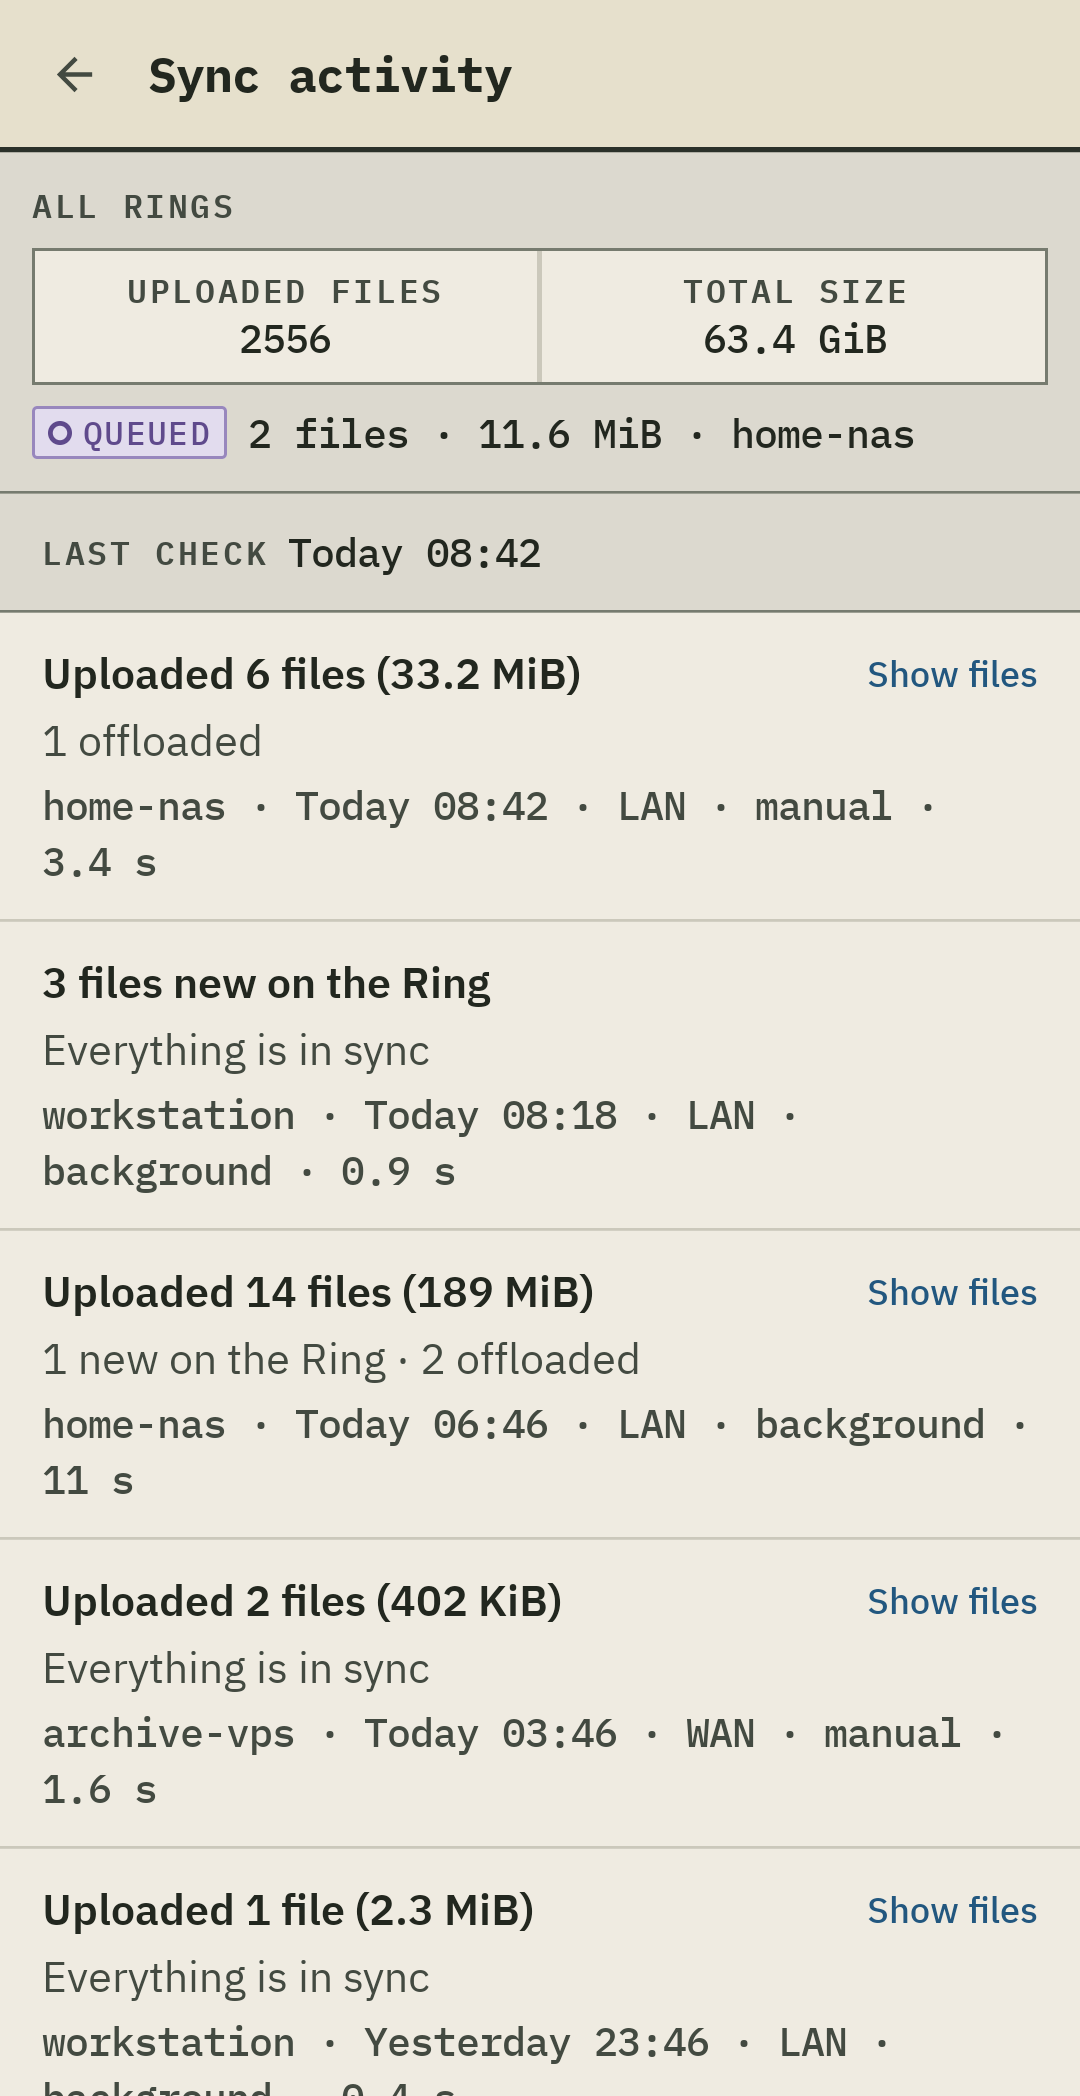 Sync activity
ALL RINGS
UPLOADED FILES
2556
TOTAL SIZE
63.4 GiB
QUEUED 2 files · 11.6 MiB · home-nas
LAST CHECK Today 08:42
Uploaded 6 files (33.2 MiB) Show files
1 offloaded
home-nas · Today 08:42 · LAN · manual ·
3.4 s
3 files new on the Ring
Everything is in sync
workstation · Today 08:18 · LAN ·
background · 0.9 s
Uploaded 14 files (189 MiB) Show files
1 new on the Ring · 2 offloaded
home-nas · Today 06:46 · LAN · background ·
11 s
Uploaded 2 files (402 KiB) Show files
Everything is in sync
archive-vps · Today 03:46 · WAN · manual ·
1.6 s
Uploaded 1 file (2.3 MiB) Show files
Everything is in sync
workstation · Yesterday 23:46 · LAN ·
background · 0.4 s